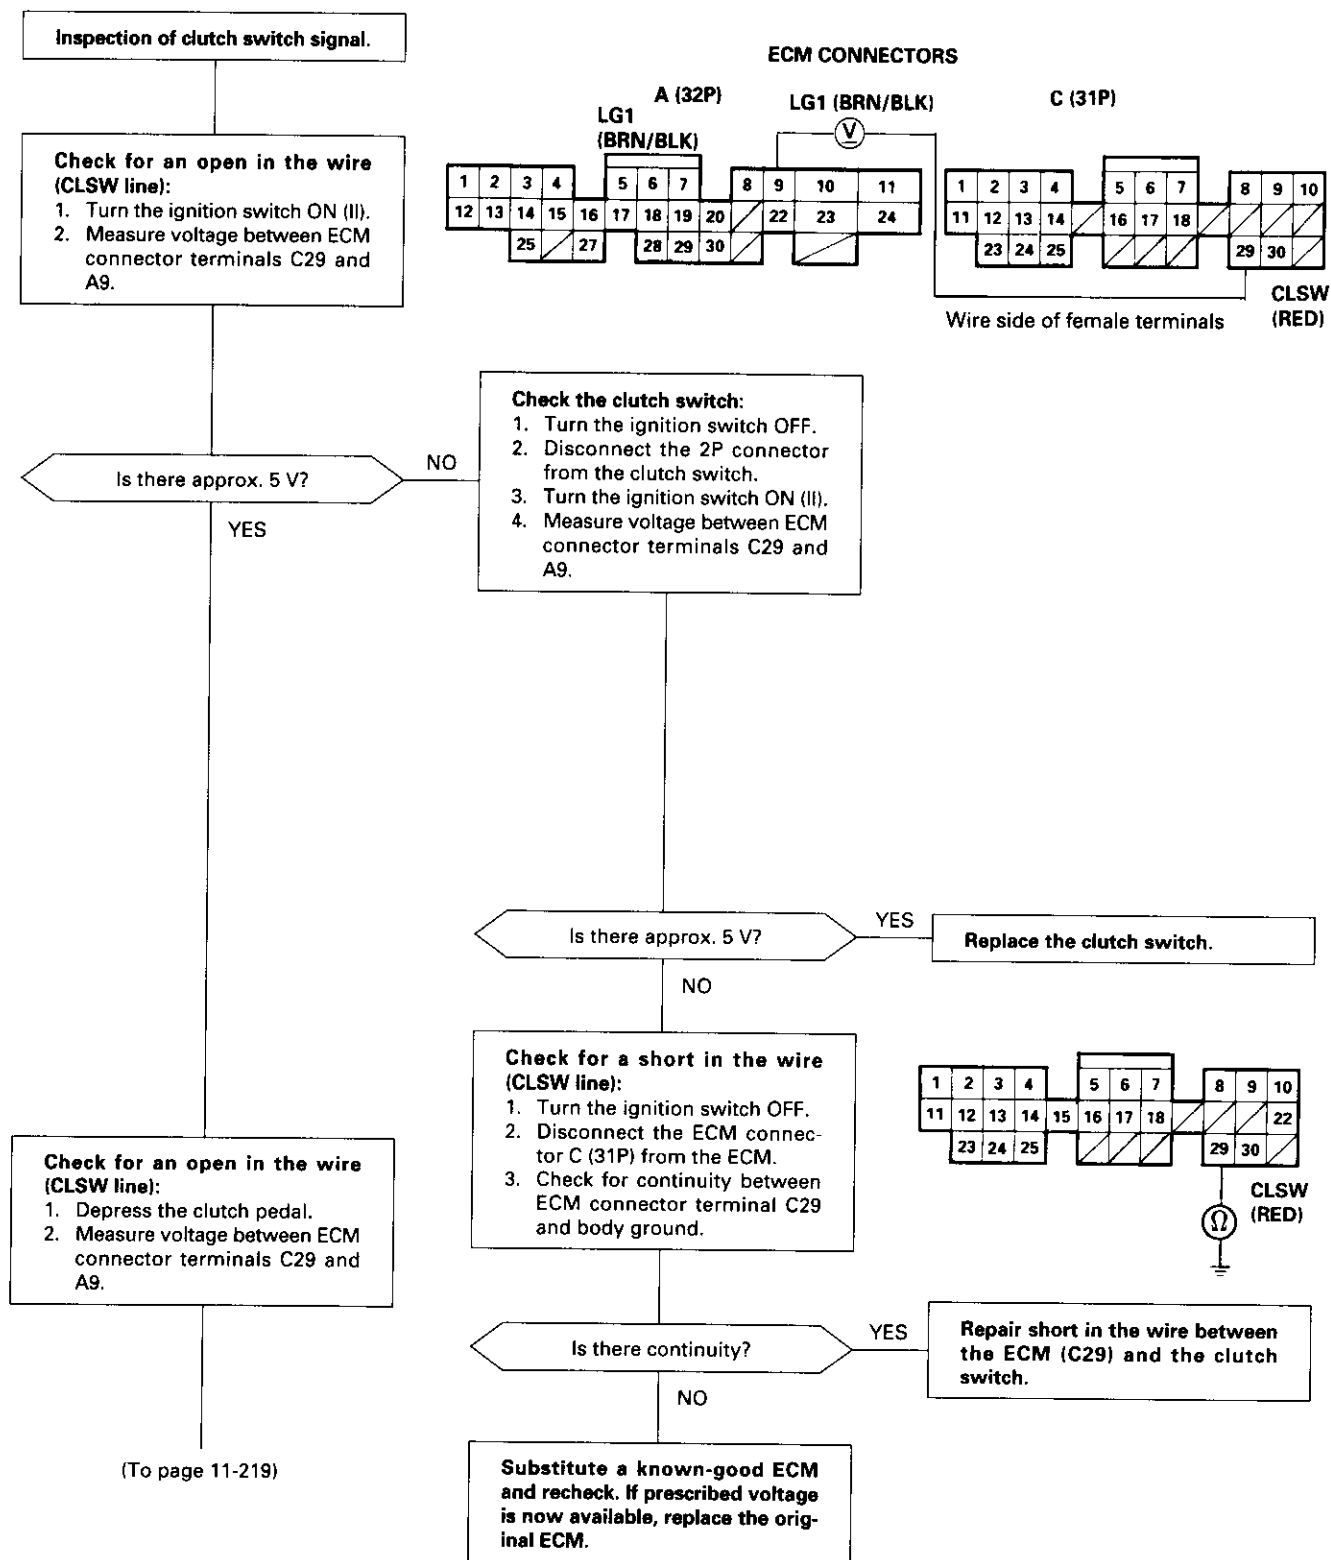 Inspection of clutch switch signal.
ECM CONNECTORS
A (32P)
LG1 (BRN/BLK)
C (31P)
LG1
(BRN/BLK)
V
Check for an open in the wire
(CLSW line):
1. Turn the ignition switch ON (II).
2. Measure voltage between ECM
connector terminals C29 and
A9.
1 2 3 4 5 6 7 8 9 10 11
12 13 14 15 16 17 18 19 20 22 23 24
25 27 28 29 30
1 2 3 4 5 6 7 8 9 10
11 12 13 14 16 17 18
23 24 25 29 30
CLSW
(RED)
Wire side of female terminals
Is there approx. 5 V?
NO
YES
Check the clutch switch:
1. Turn the ignition switch OFF.
2. Disconnect the 2P connector
from the clutch switch.
3. Turn the ignition switch ON (II).
4. Measure voltage between ECM
connector terminals C29 and
A9.
Is there approx. 5 V?
YES
Replace the clutch switch.
NO
Check for a short in the wire
(CLSW line):
1. Turn the ignition switch OFF.
2. Disconnect the ECM connec-
tor C (31P) from the ECM.
3. Check for continuity between
ECM connector terminal C29
and body ground.
1 2 3 4 5 6 7 8 9 10
11 12 13 14 15 16 17 18 22
23 24 25 29 30
CLSW
(RED)
Ω
Check for an open in the wire
(CLSW line):
1. Depress the clutch pedal.
2. Measure voltage between ECM
connector terminals C29 and
A9.
Is there continuity?
YES
Repair short in the wire between
the ECM (C29) and the clutch
switch.
NO
(To page 11-219)
Substitute a known-good ECM
and recheck. If prescribed voltage
is now available, replace the orig-
inal ECM.